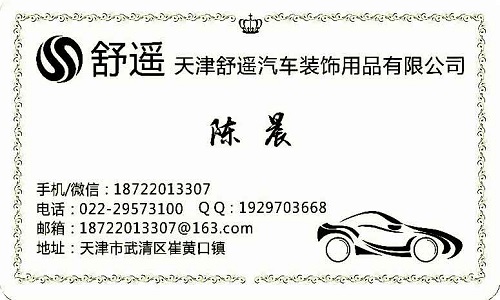 舒遥 天津舒遥汽车装饰用品有限公司
陈晨
手机/微信：18722013307
电话：022-29573100 QQ：1929703668
邮箱：18722013307@163.com
地址：天津市武清区崔黄口镇